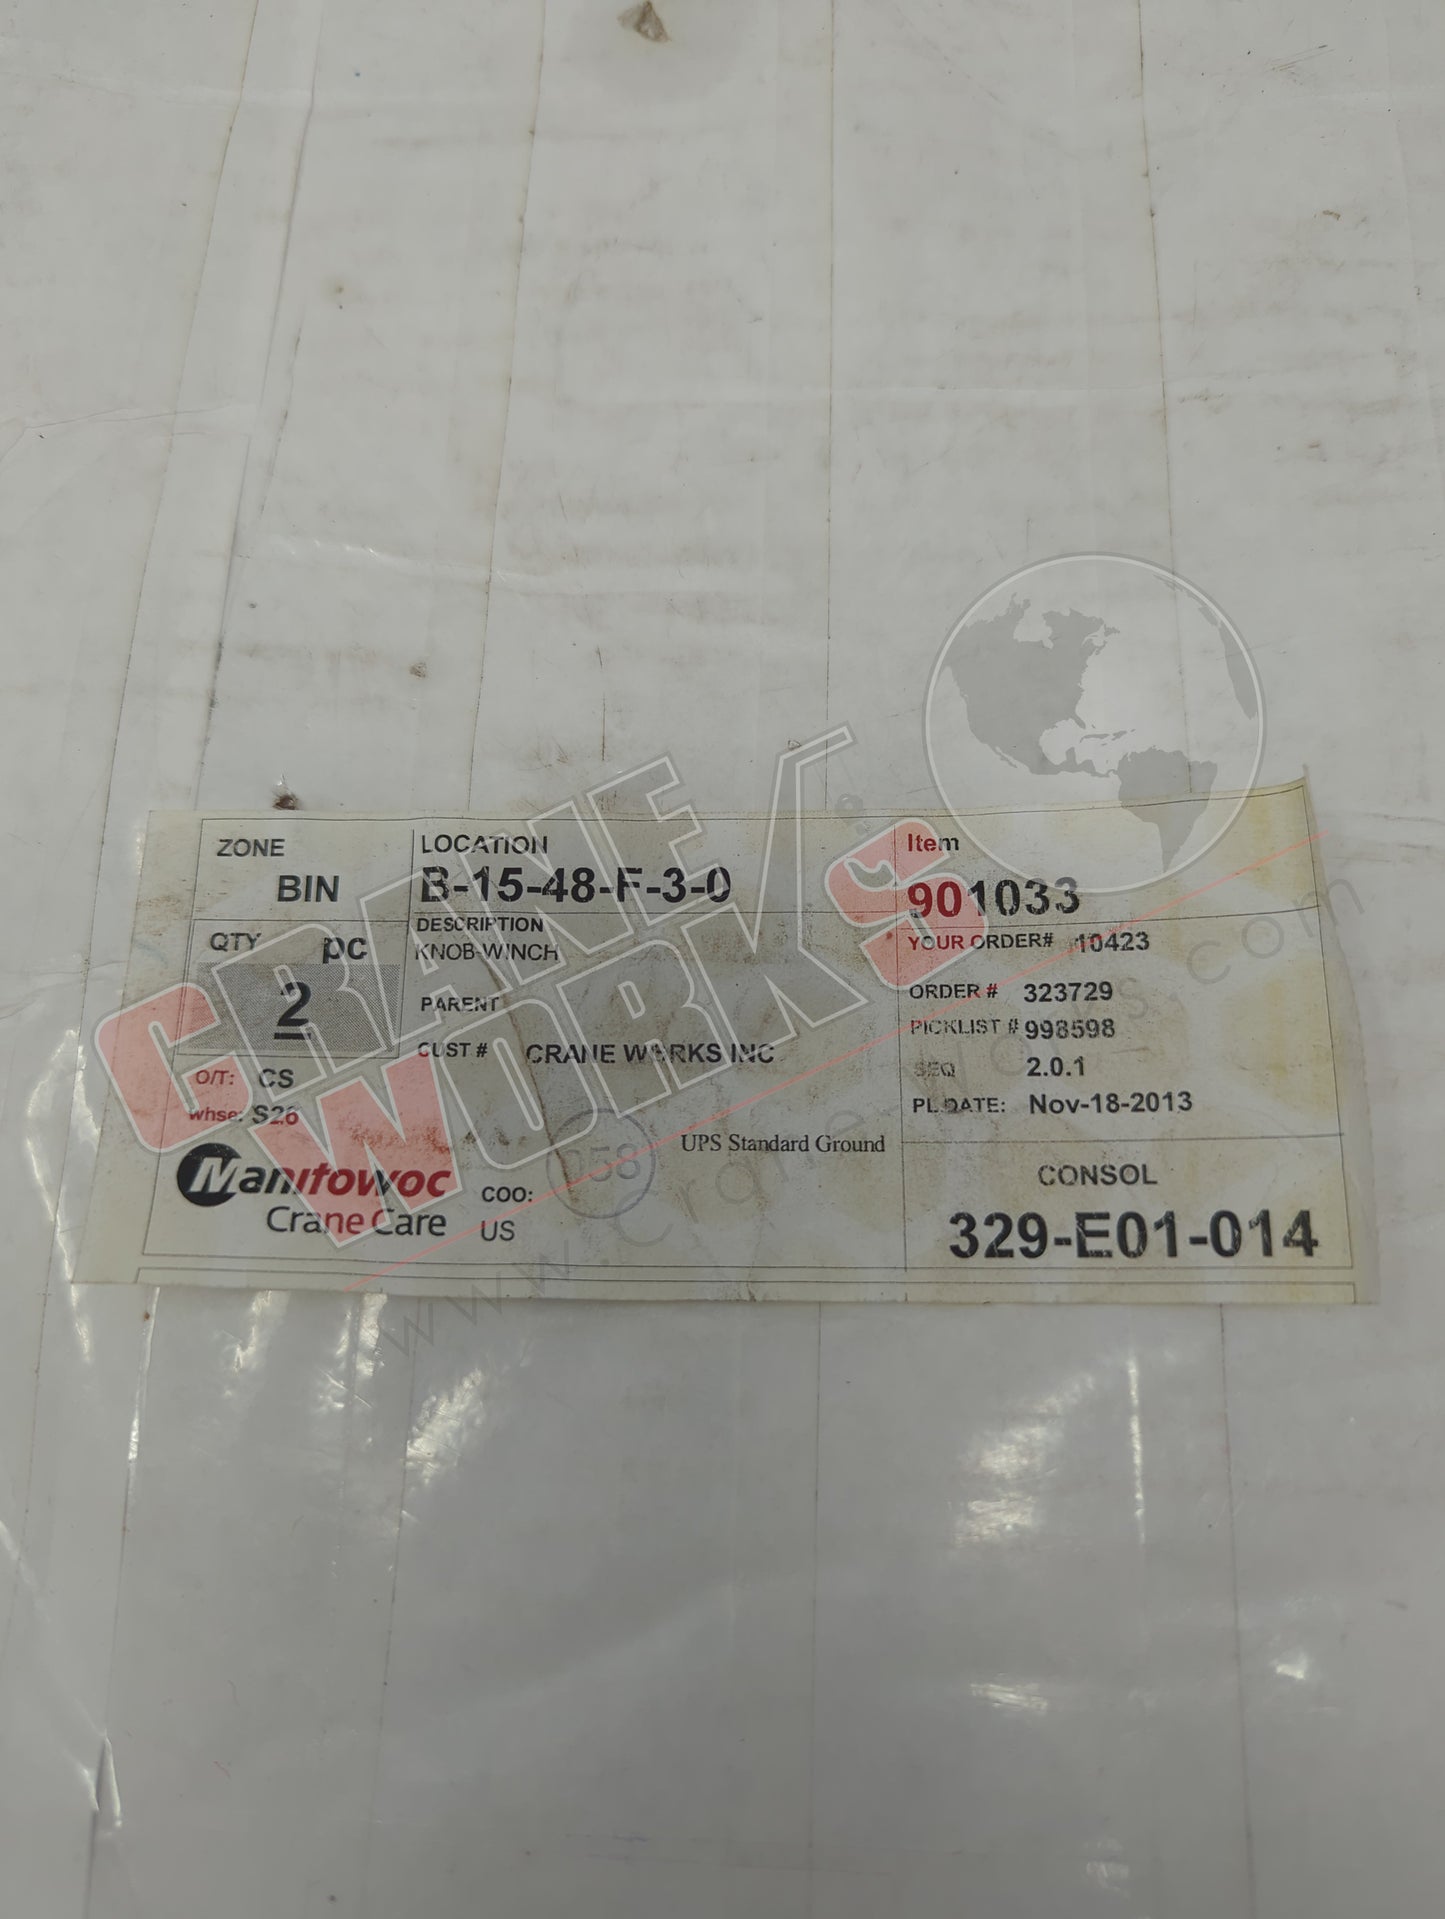 ZONE
BIN
LOCATION
B-15-48-F-3-0
Item
901033
QTY pc
2
DESCRIPTION
KNOB-WINCH
PARENT
CUST # CRANE WORKS INC
YOUR ORDER# 10423
ORDER # 323729
PICKLIST # 998598
SEQ 2.0.1
PL DATE: Nov-18-2013
O/T: CS
whse: S26
Manitowoc
Crane Care
COO:
US
058
UPS Standard Ground
CONSOL
329-E01-014
CRANE
WORKS
www.craneworks.com